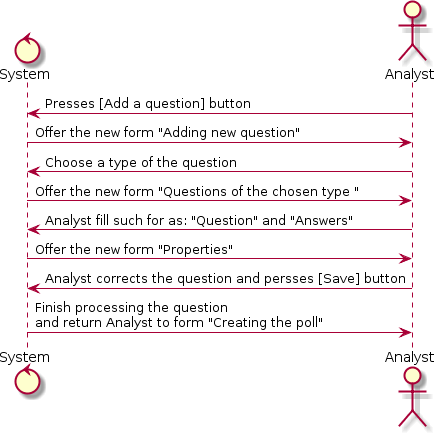 System
Analyst
Presses [Add a question] button
Offer the new form "Adding new question"
Choose a type of the question
Offer the new form "Questions of the chosen type "
Analyst fill such for as: "Question" and "Answers"
Offer the new form "Properties"
Analyst corrects the question and persses [Save] button
Finish processing the question
and return Analyst to form "Creating the poll"
System
Analyst